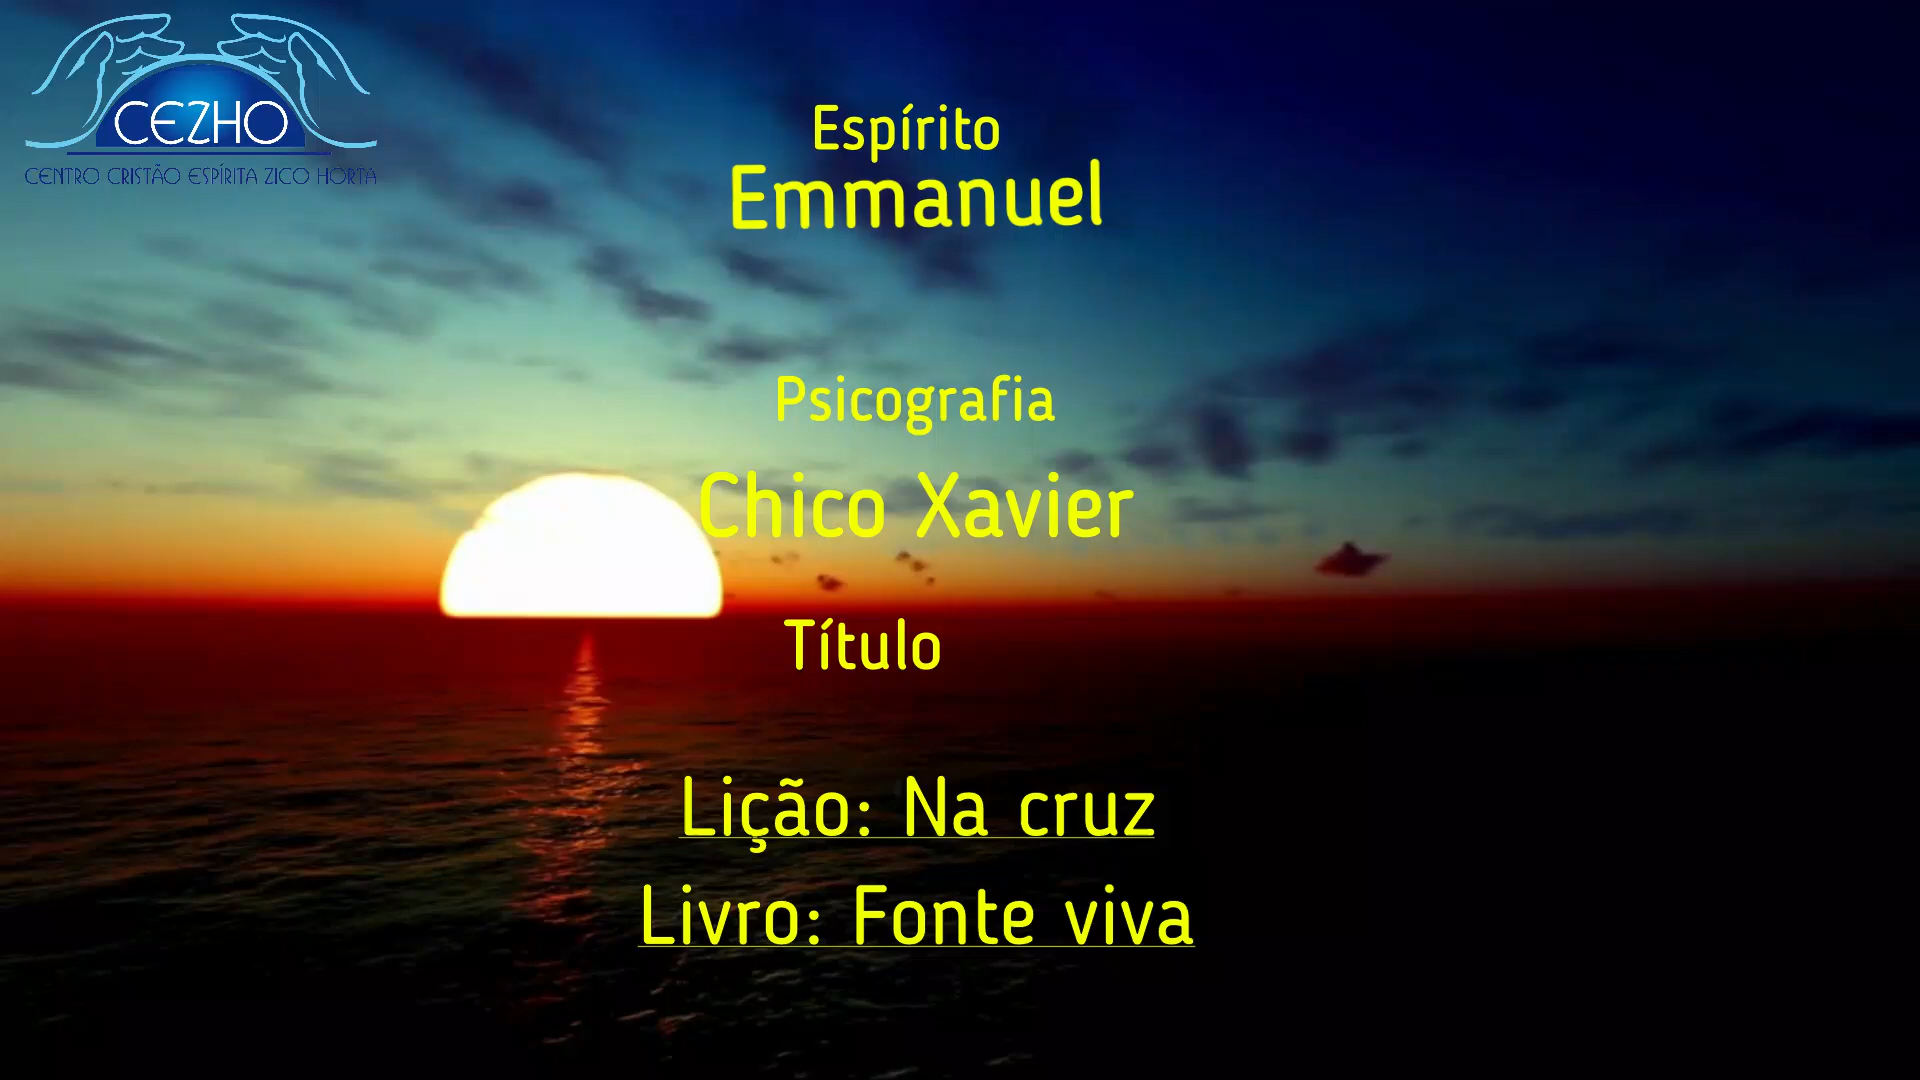 CEZHO
CENTRO CRISTÃO ESPÍRITA ZICO HORTA
Espírito
Emmanuel
Psicografia
Chico Xavier
Título
Lição: Na cruz
Livro: Fonte viva